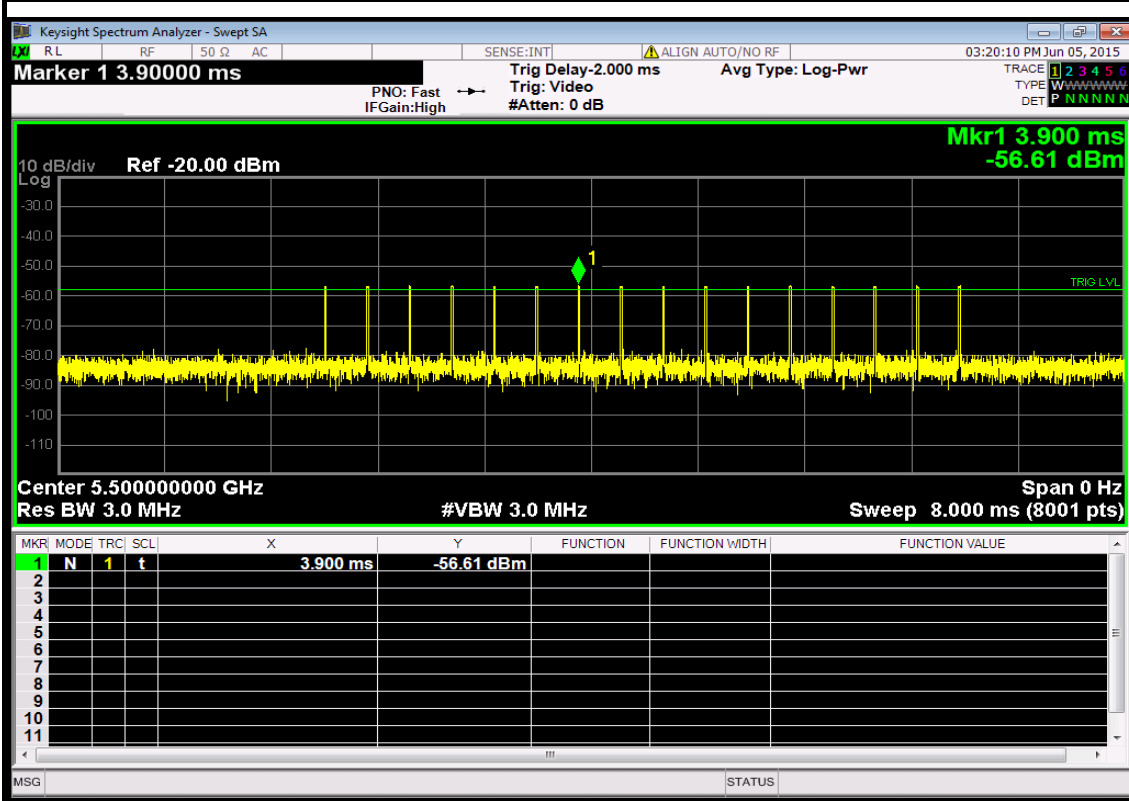 Keysight Spectrum Analyzer - Swept SA
LXI RL RF 50 Ω AC SENSE:INT ALIGN AUTO/NO RF 03:20:10 PM Jun 05, 2015
Marker 1 3.90000 ms
PNO: Fast
IFGain:High
Trig Delay-2.000 ms
Trig: Video
#Atten: 0 dB
Avg Type: Log-Pwr
TRACE 1 2 3 4 5 6
TYPE WWWWWW
DET P N N N N N
Mkr1 3.900 ms
-56.61 dBm
10 dB/div Ref -20.00 dBm
Log
-30.0
-40.0
1
-50.0
TRIG LVL
-60.0
-70.0
-80.0
-90.0
-100
-110
Center 5.500000000 GHz Span 0 Hz
Res BW 3.0 MHz #VBW 3.0 MHz Sweep 8.000 ms (8001 pts)
MKR MODE TRC SCL X Y FUNCTION FUNCTION WIDTH FUNCTION VALUE
1 N 1 t 3.900 ms -56.61 dBm
2
3
4
5
6
7
8
9
10
11
MSG STATUS